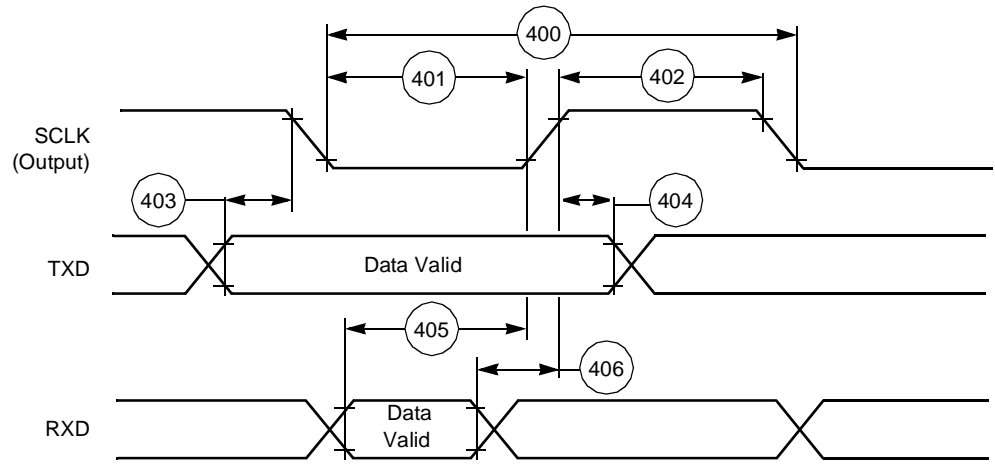 400
401
402
SCLK
(Output)
403
404
TXD
Data Valid
405
406
RXD
Data
Valid